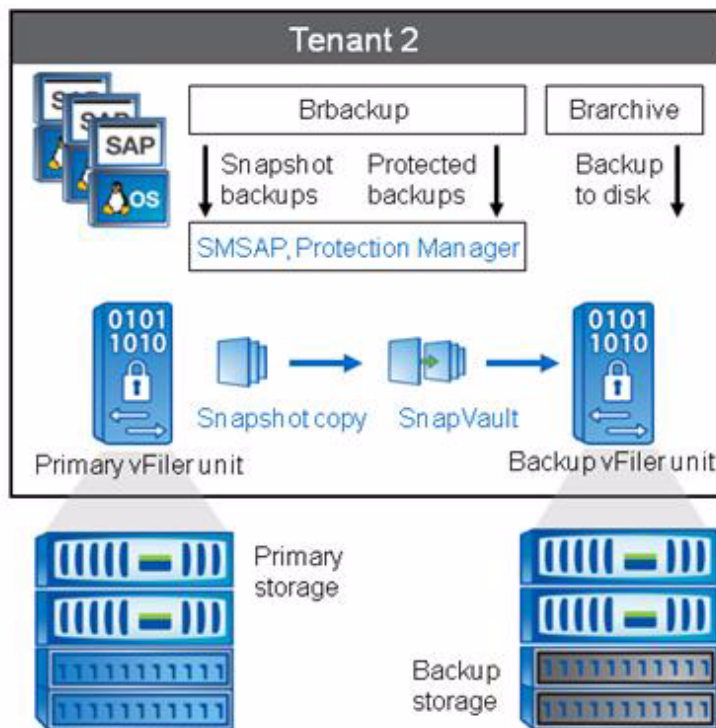 Tenant 2
SAP
SAP
SAP
OS
Brbackup
Brarchive
Snapshot
backups
Protected
backups
Backup
to disk
SMSAP, Protection Manager
0101
1010
0101
1010
Snapshot copy
SnapVault
Primary vFiler unit
Backup vFiler unit
Primary
storage
Backup
storage